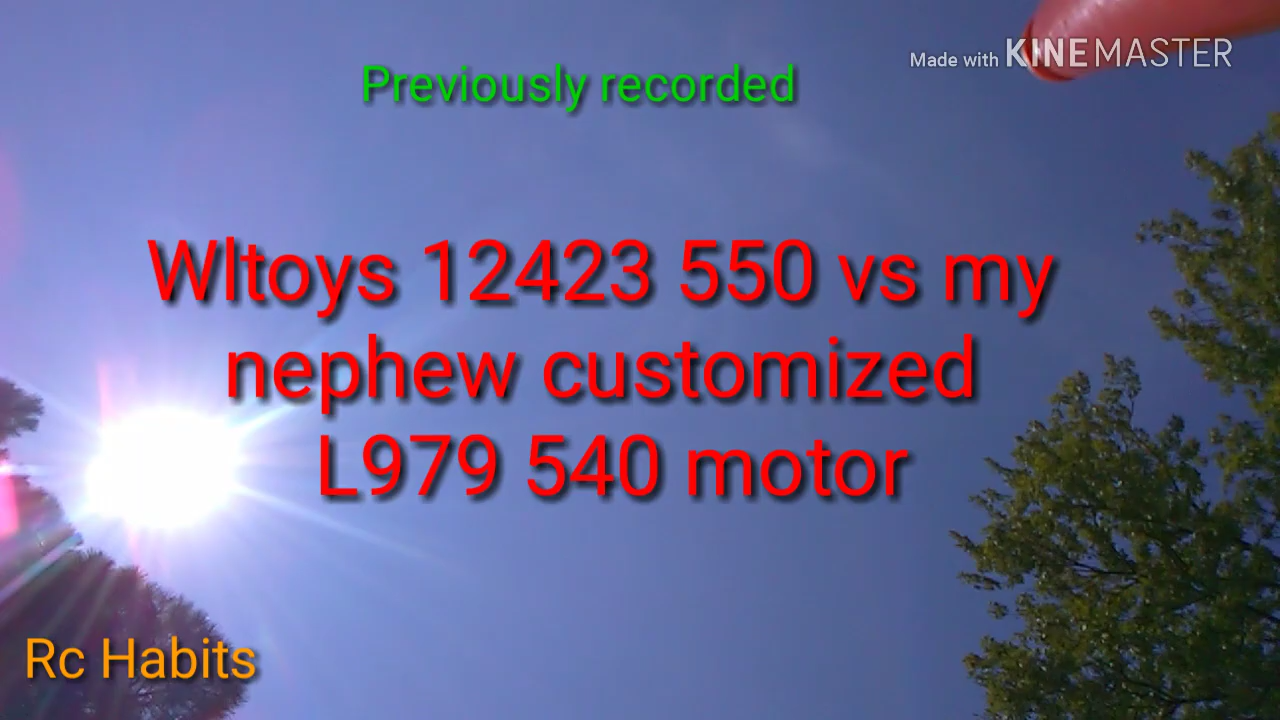 Made with KINEMASTER
Previously recorded
Wltoys 12423 550 vs my
nephew customized
L979 540 motor
Rc Habits